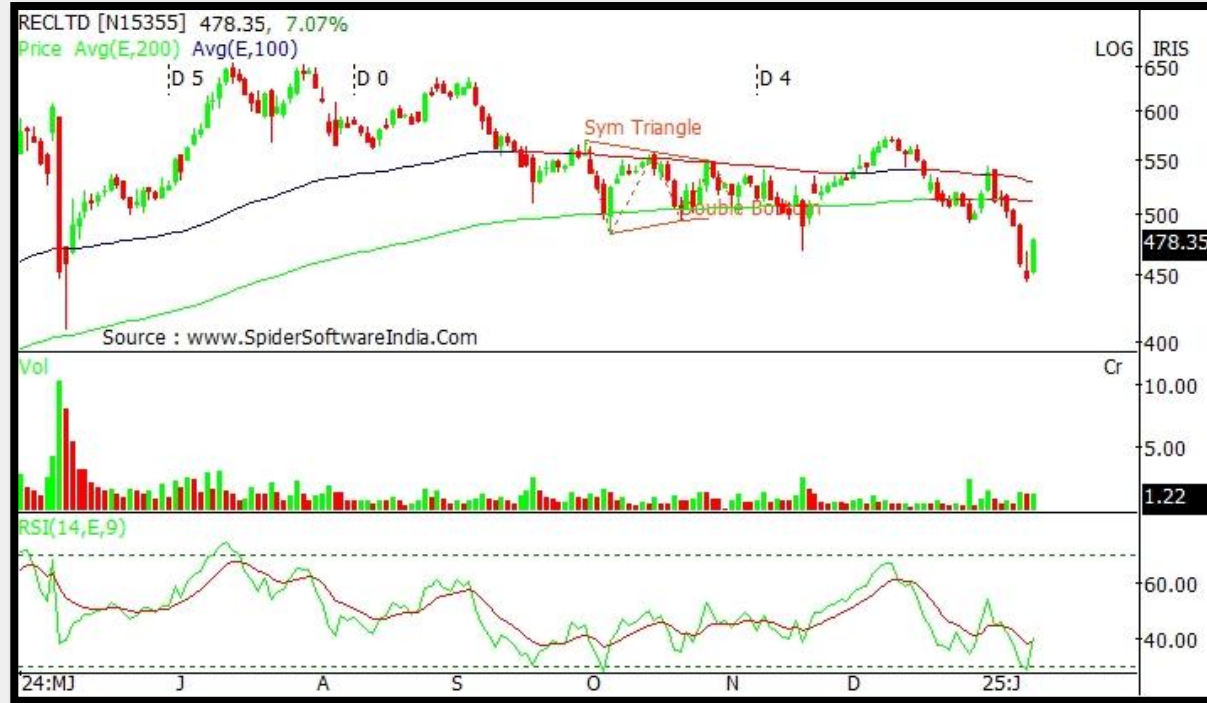 RECLTD [N15355] 478.35, 7.07%
Price Avg(E,200) Avg(E,100)
LOG IRIS
D 5
D 0
D 4
650
600
Sym Triangle
550
Double Bottom
500
478.35
450
Source : www.SpiderSoftwareIndia.Com
400
Vol
Cr
10.00
5.00
1.22
RSI(14,E,9)
60.00
40.00
24:MJ J A S O N D 25:J